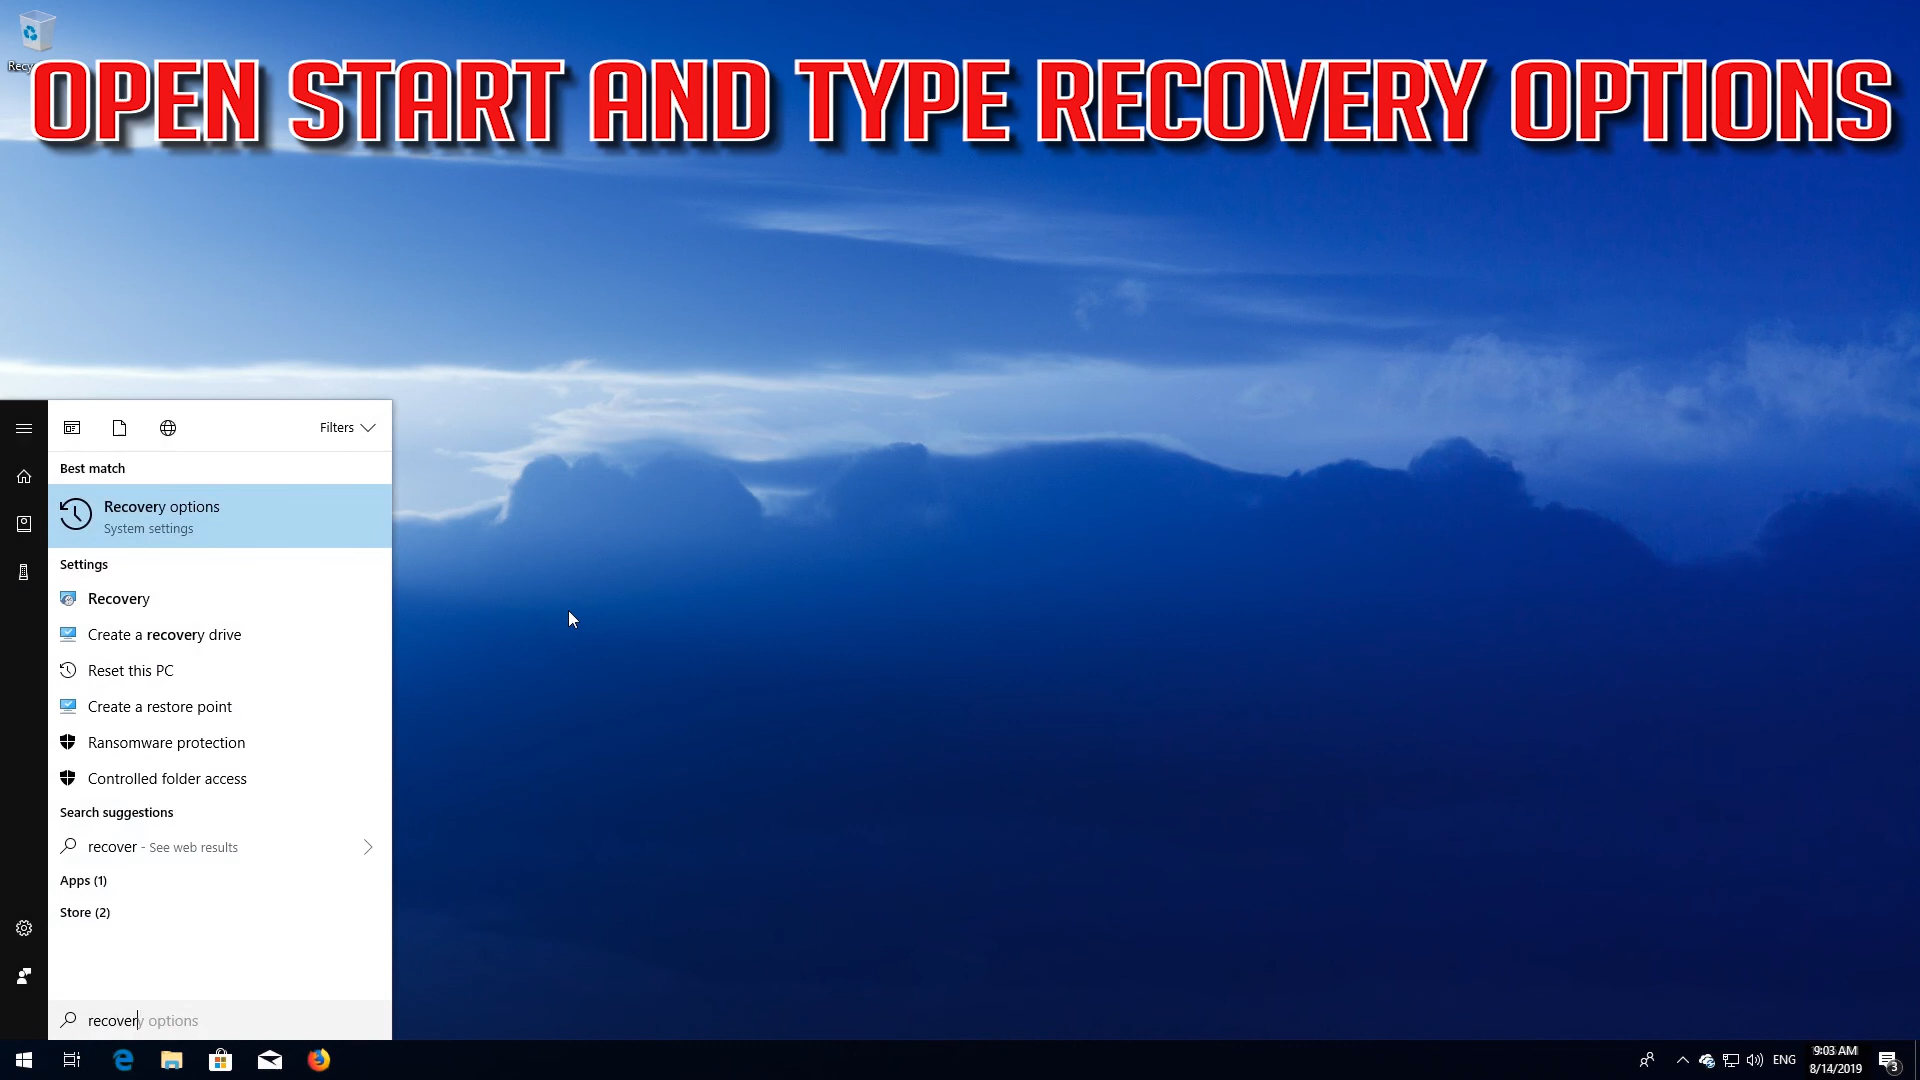 OPEN START AND TYPE RECOVERY OPTIONS
Filters
Best match
Recovery options
System settings
Settings
Recovery
Create a recovery drive
Reset this PC
Create a restore point
Ransomware protection
Controlled folder access
Search suggestions
recover - See web results
Apps (1)
Store (2)
recovery options
ENG
9:03 AM
8/14/2019
3